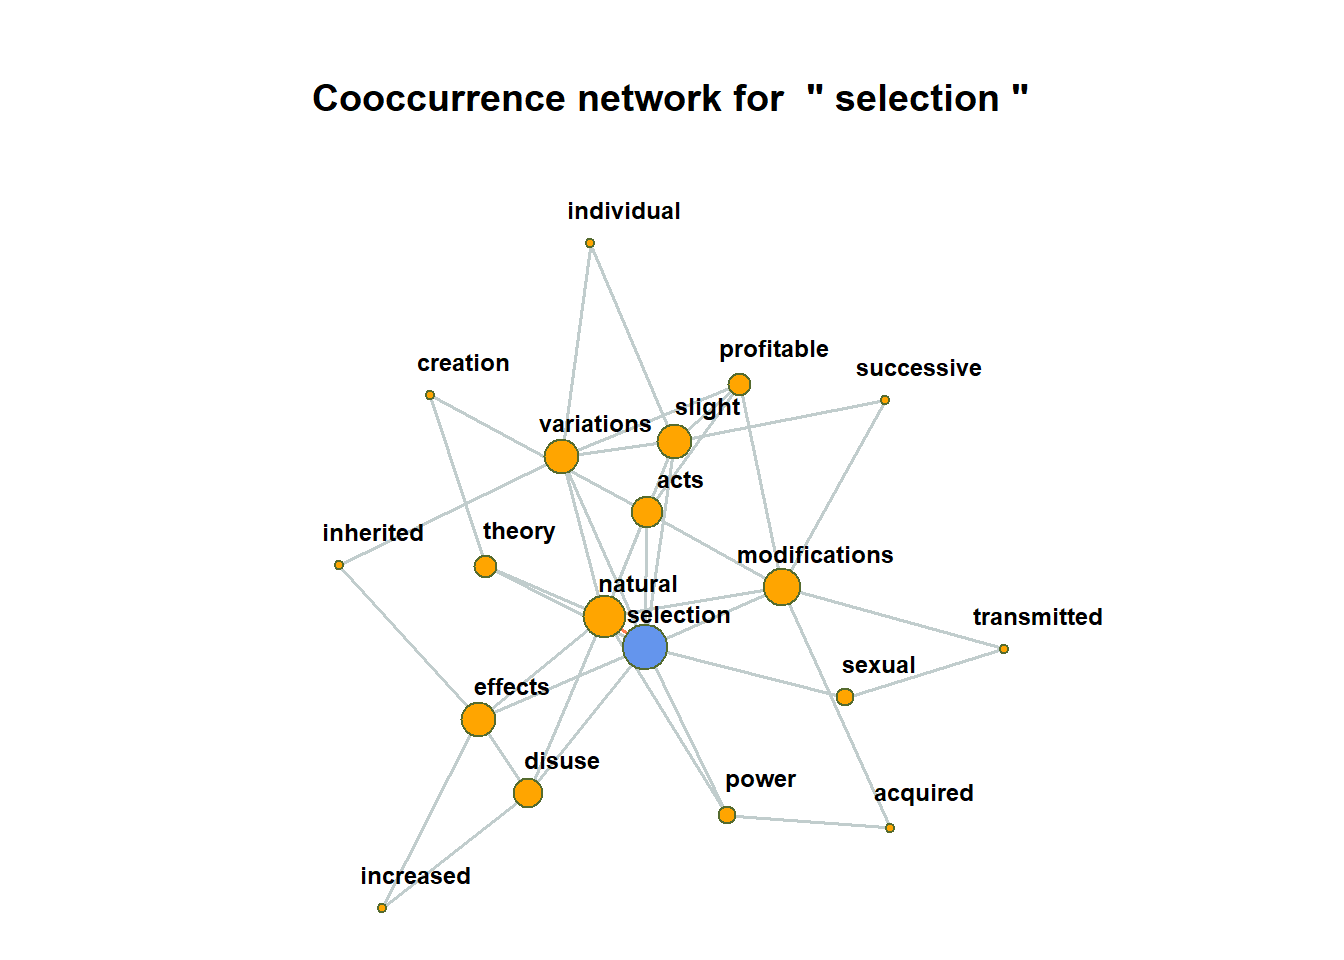 Cooccurrence network for " selection "
individual
profitable
creation
successive
slight
variations
acts
inherited
theory
modifications
natural
selection
transmitted
sexual
effects
disuse
power
acquired
increased